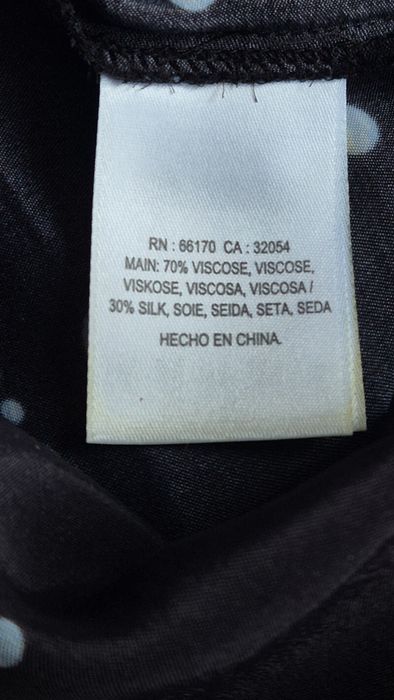 RN : 66170 CA : 32054
MAIN: 70% VISCOSE, VISCOSE,
VISKOSE, VISCOSA, VISCOSA /
30% SILK, SOIE, SEIDA, SETA, SEDA
HECHO EN CHINA.